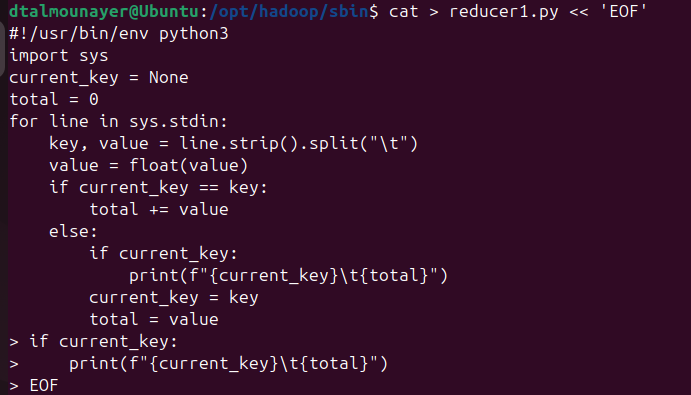 dtalmounayer@Ubuntu:/opt/hadoop/sbin$ cat > reducer1.py << 'EOF'
#!/usr/bin/env python3
import sys
current_key = None
total = 0
for line in sys.stdin:
    key, value = line.strip().split("\t")
    value = float(value)
    if current_key == key:
        total += value
    else:
        if current_key:
            print(f"{current_key}\t{total}")
        current_key = key
        total = value
> if current_key:
>     print(f"{current_key}\t{total}")
> EOF